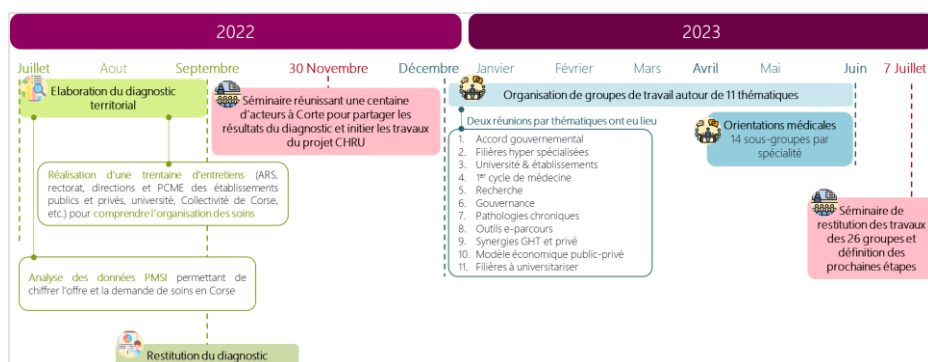 2022
2023
Juillet
Aout
Septembre
30 Novembre
Décembre
Janvier
Février
Mars
Avril
Mai
Juin
7 Juillet
Elaboration du diagnostic
territorial
Séminaire réunissant une centaine
d'acteurs à Corte pour partager les
résultats du diagnostic et initier les travaux
du projet CHRU
Réalisation d'une trentaine d'entretiens (ARS,
rectorat, directions et PCME des établissements
publics et privés, université, Collectivité de Corse,
etc.) pour comprendre l'organisation des soins
Analyse des données PMSI permettant de
chiffrer l'offre et la demande de soins en Corse
Restitution du diagnostic
Organisation de groupes de travail autour de 11 thématiques
Deux réunions par thématiques ont eu lieu
1. Accord gouvernemental
2. Filières hyper spécialisées
3. Université & établissements
4. 1er cycle de médecine
5. Recherche
6. Gouvernance
7. Pathologies chroniques
8. Outils e-parcours
9. Synergies GHT et privé
10. Modèle économique public-privé
11. Filières à universitariser
Orientations médicales
14 sous-groupes par
spécialité
Séminaire de
restitution des travaux
des 26 groupes et
définition des
prochaines étapes